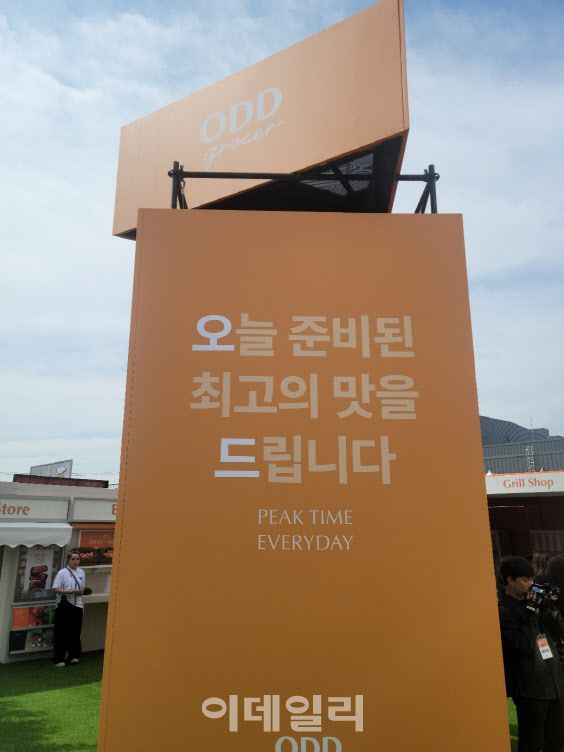 ODD
grocer
오늘 준비된
최고의 맛을
드립니다
PEAK TIME
EVERYDAY
Store
Grill Shop
이데일리
ODD